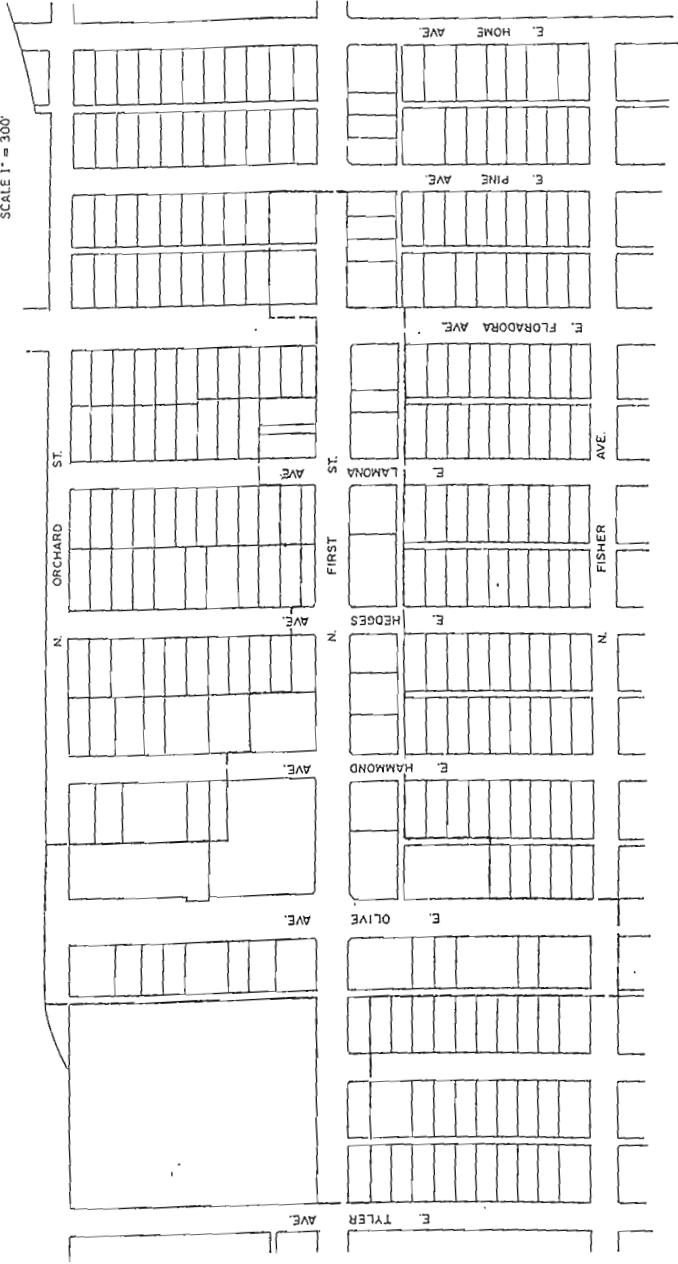 SCALE 1" = 300'
E. HOME AVE.
E. PINE AVE.
E. FLORADORA AVE.
E. LAMONA AVE
E. HEDGES AVE.
E. HAMMOND AVE.
E. OLIVE AVE.
E. TYLER AVE.
N. ORCHARD ST.
N. FIRST ST.
N. FISHER AVE.